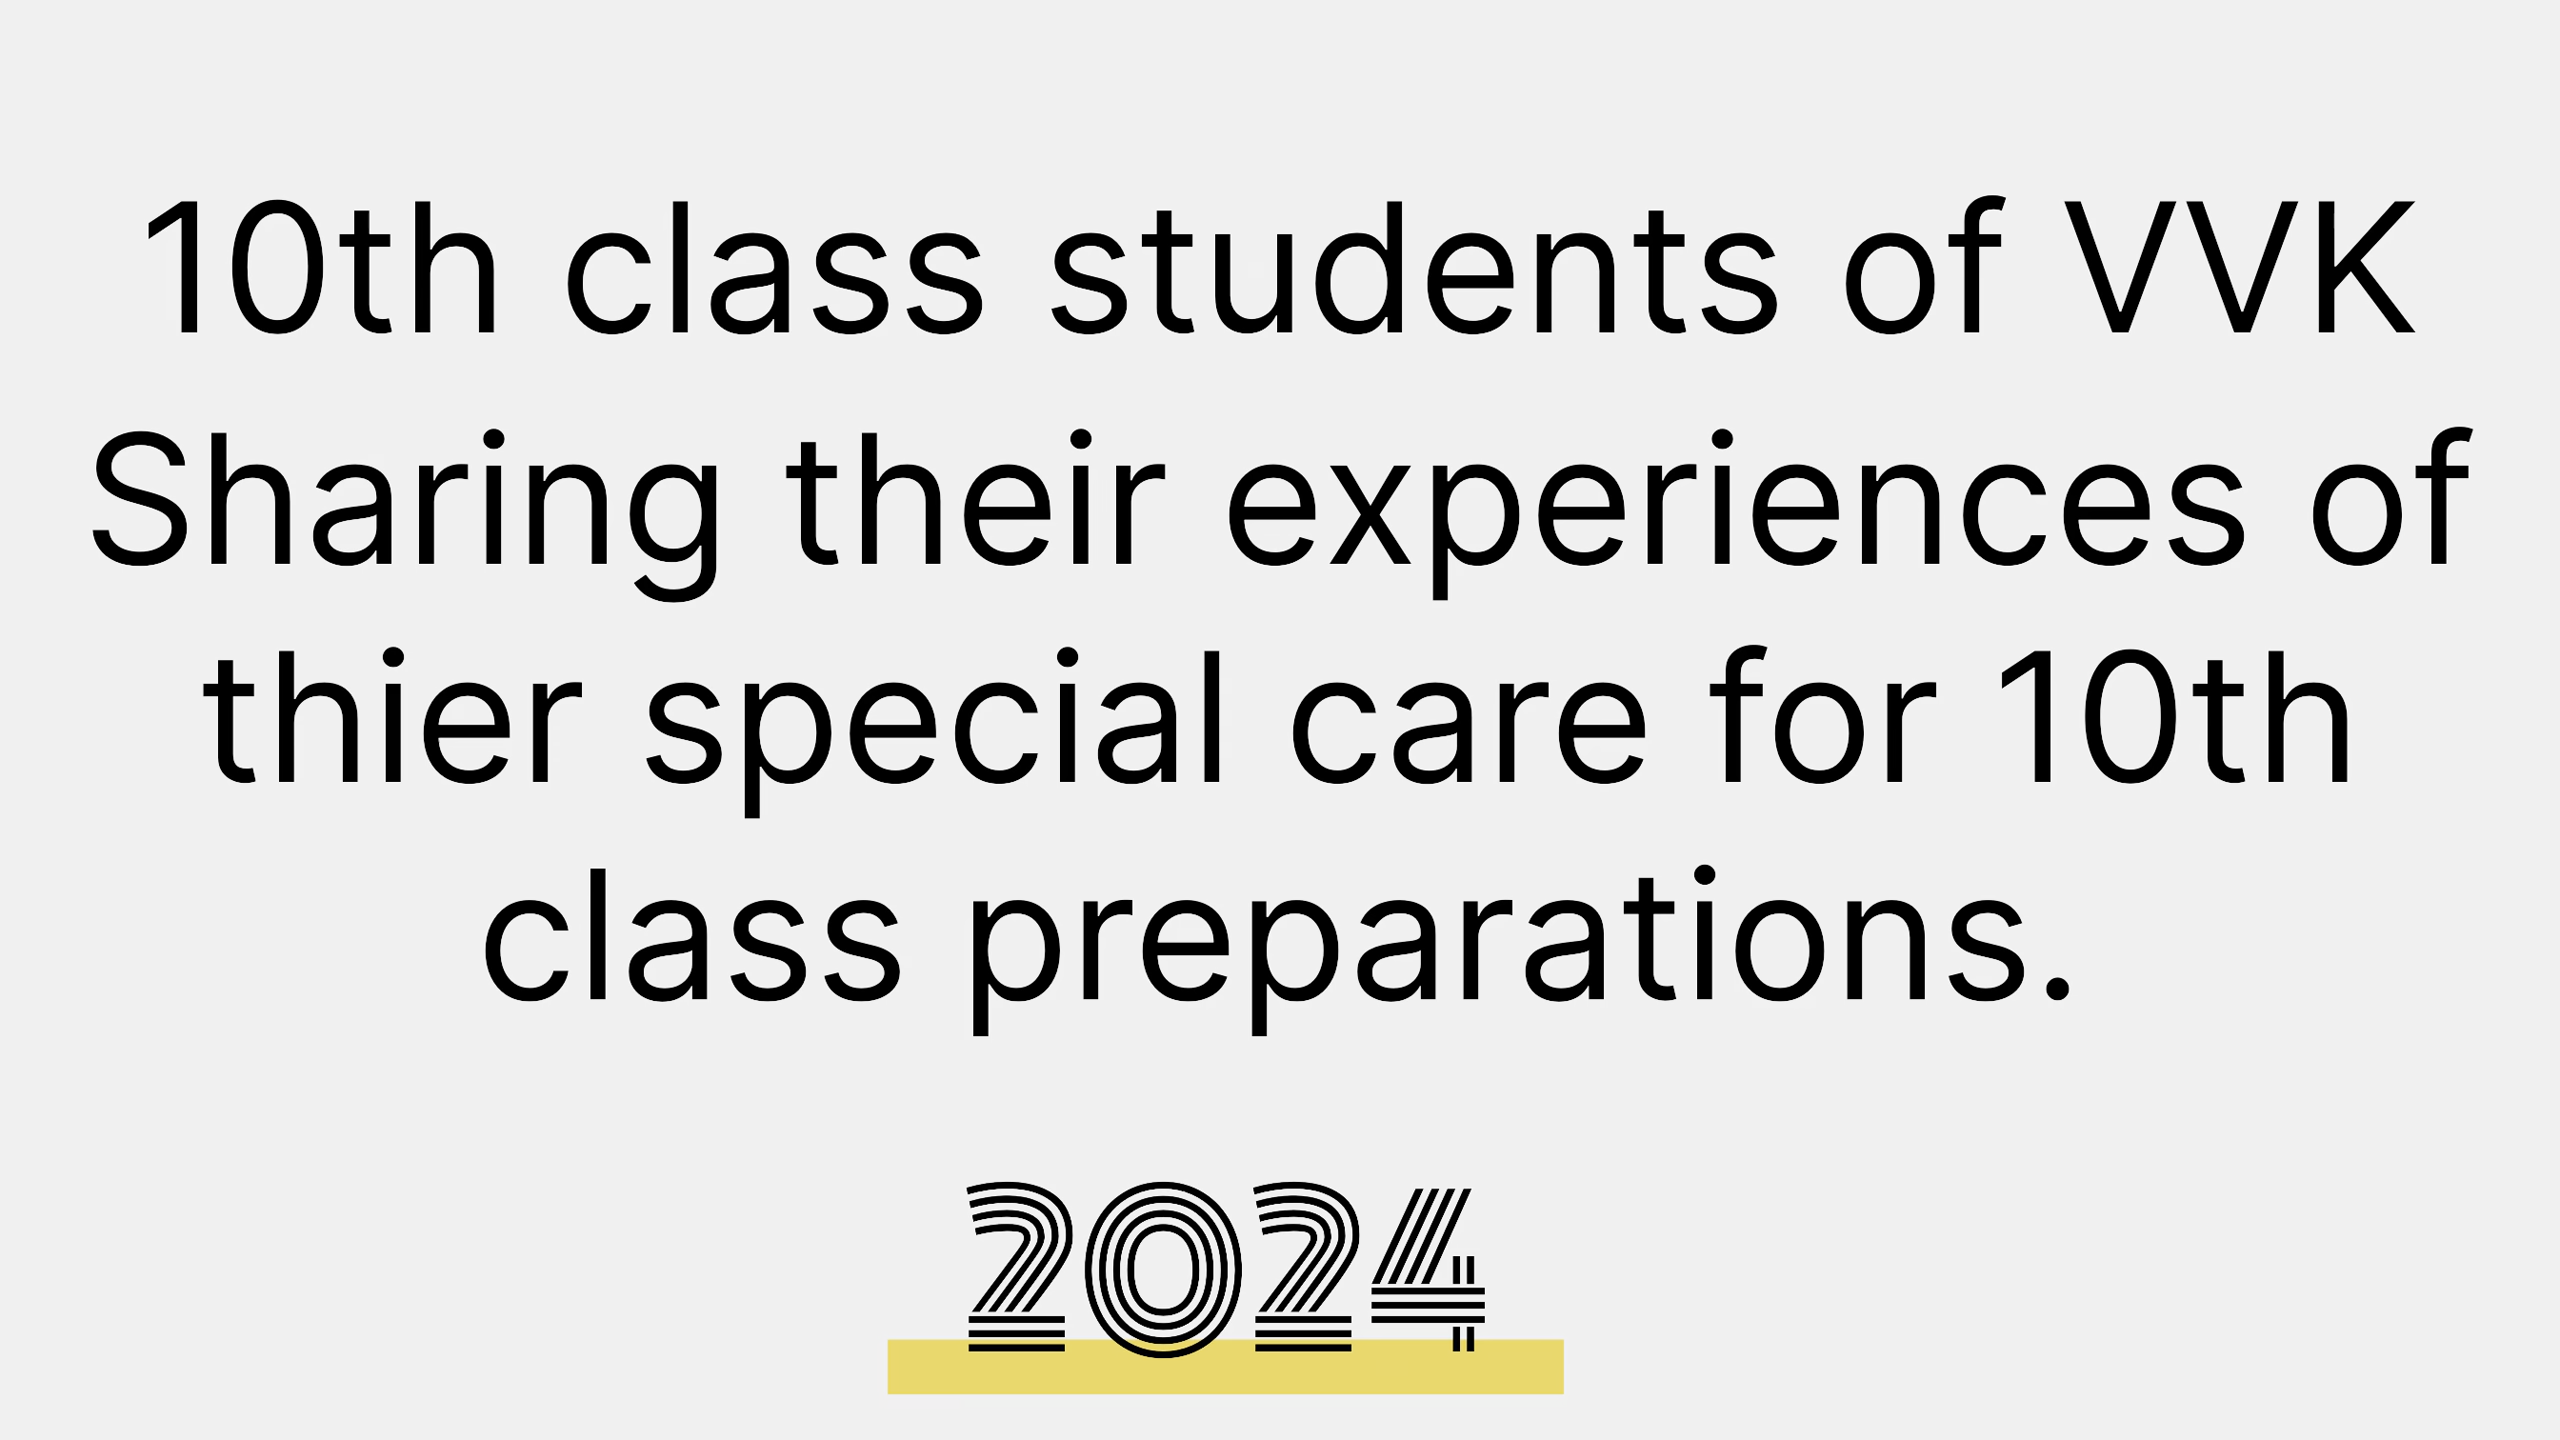 10th class students of VVK
Sharing their experiences of
thier special care for 10th
class preparations.
2024